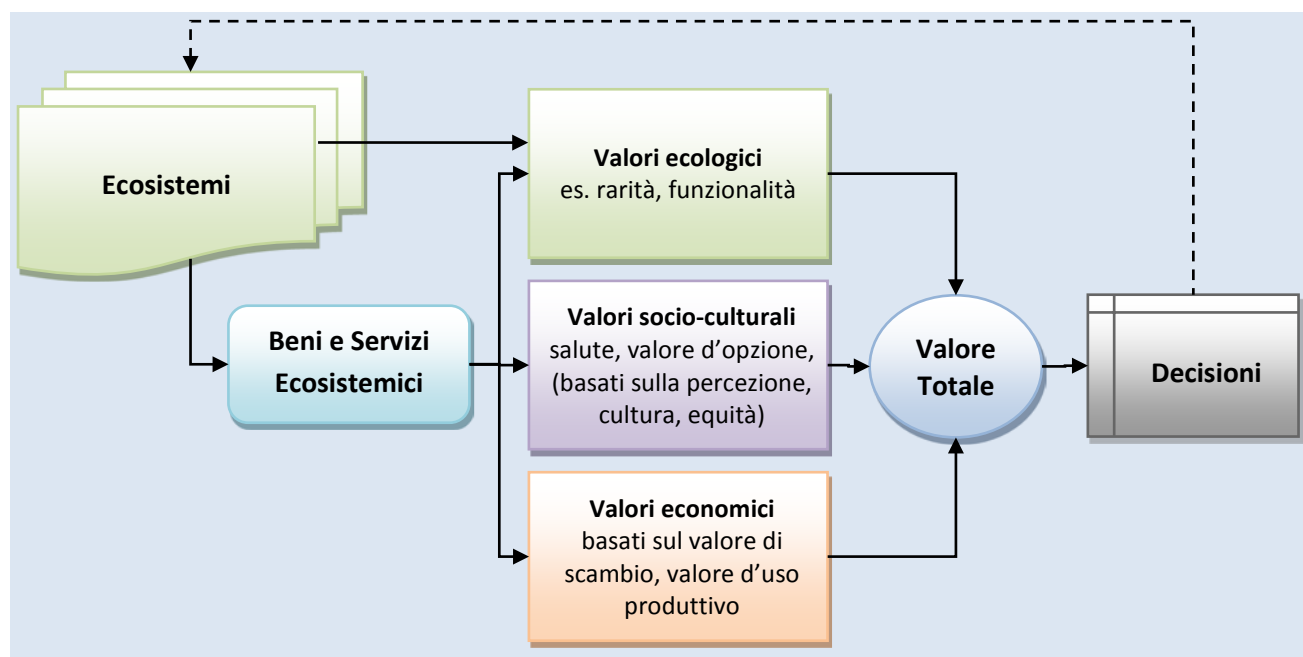 Ecosistemi
Beni e Servizi
Ecosistemici
Valori ecologici
es. rarità, funzionalità
Valori socio-culturali
salute, valore d’opzione,
(basati sulla percezione,
cultura, equità)
Valori economici
basati sul valore di
scambio, valore d’uso
produttivo
Valore
Totale
Decisioni